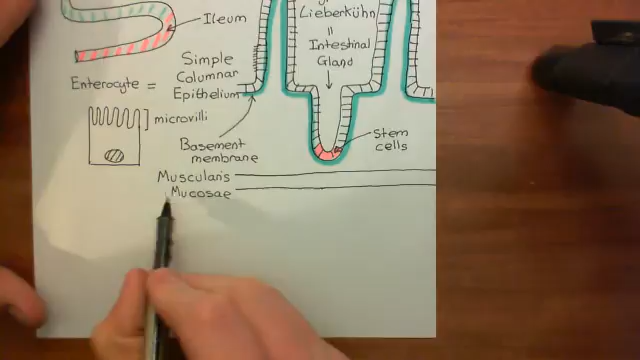 Lieberkühn
=
Intestinal
Gland
Ileum
Enterocyte =
Simple
Columnar
Epithelium
microvilli
Basement
membrane
Stem
cells
Muscularis
Mucosae